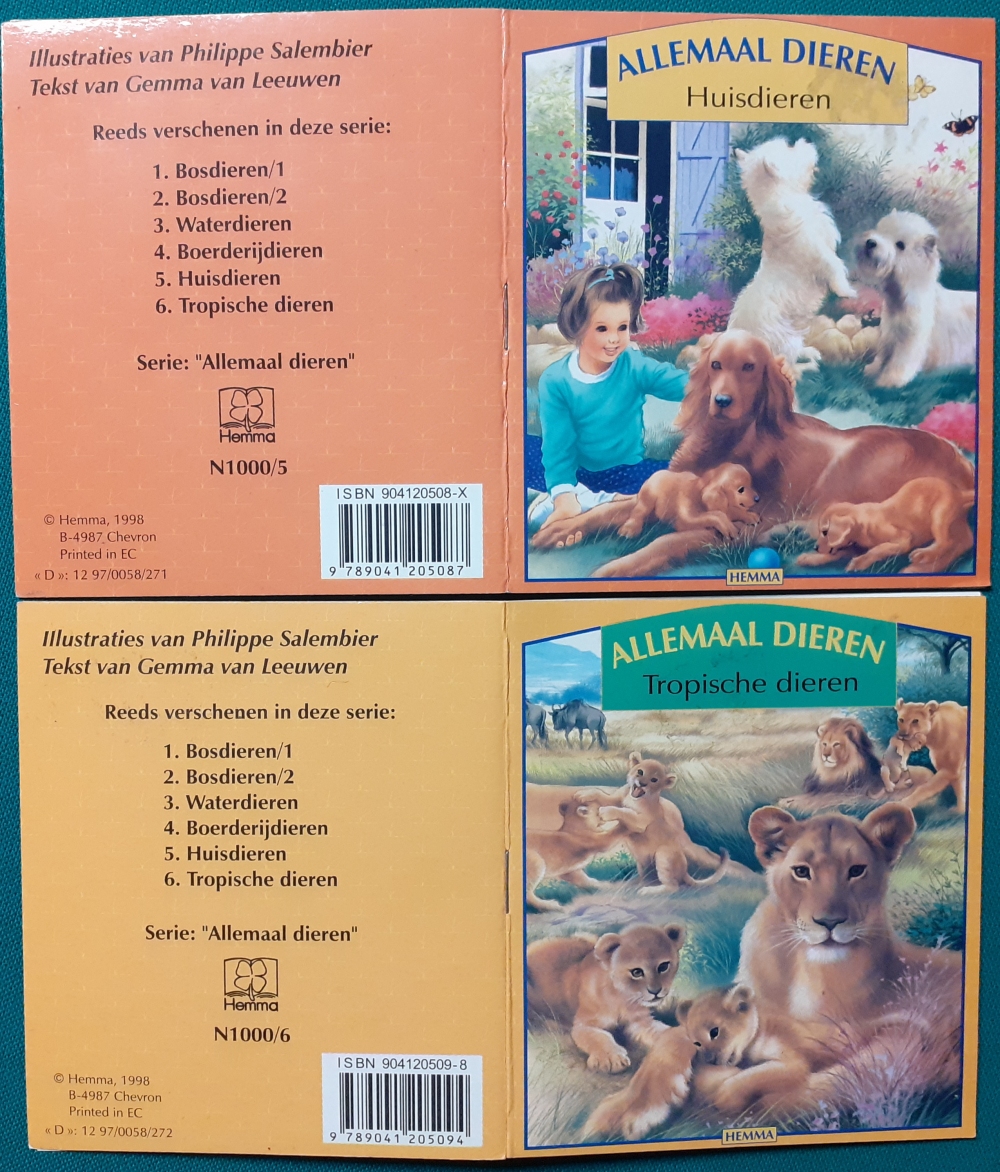 Illustraties van Philippe Salembier
Tekst van Gemma van Leeuwen
Reeds verschenen in deze serie:
1. Bosdieren/1
2. Bosdieren/2
3. Waterdieren
4. Boerderijdieren
5. Huisdieren
6. Tropische dieren
Serie: "Allemaal dieren"
Hemma
N1000/5
ISBN 904120508-X
9 789041 205087
© Hemma, 1998
B-4987 Chevron
Printed in EC
« D »: 12 97/0058/271
ALLEMAAL DIEREN
Huisdieren
HEMMA
Illustraties van Philippe Salembier
Tekst van Gemma van Leeuwen
Reeds verschenen in deze serie:
1. Bosdieren/1
2. Bosdieren/2
3. Waterdieren
4. Boerderijdieren
5. Huisdieren
6. Tropische dieren
Serie: "Allemaal dieren"
Hemma
N1000/6
ISBN 904120509-8
9 789041 205094
© Hemma, 1998
B-4987 Chevron
Printed in EC
« D »: 12 97/0058/272
ALLEMAAL DIEREN
Tropische dieren
HEMMA